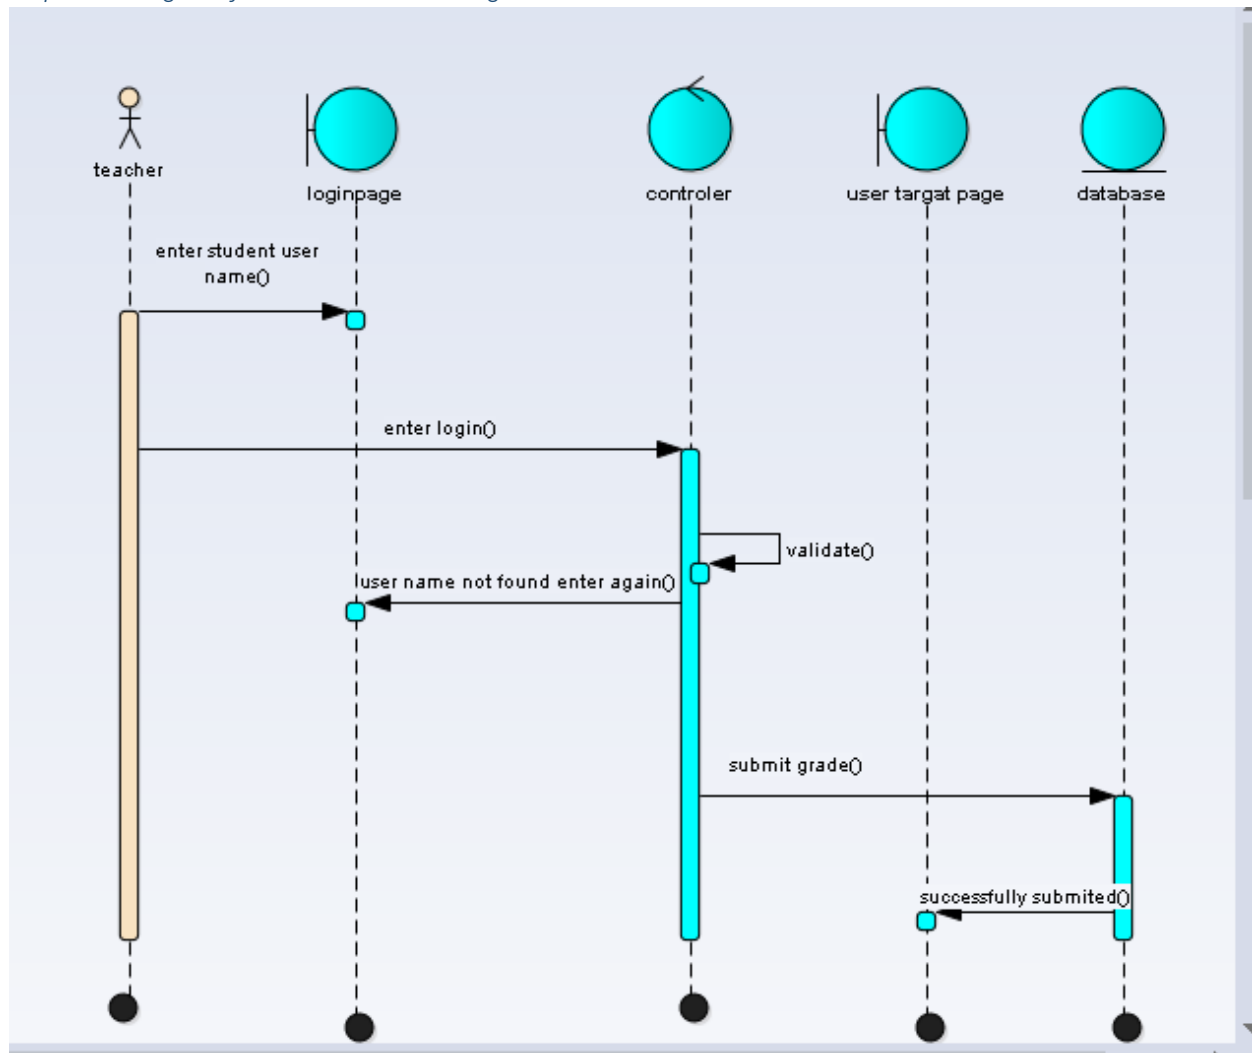 teacher
loginpage
controler
user targat page
database
enter student user
name()
enter login()
validate()
user name not found enter again()
submit grade()
successfully submited()